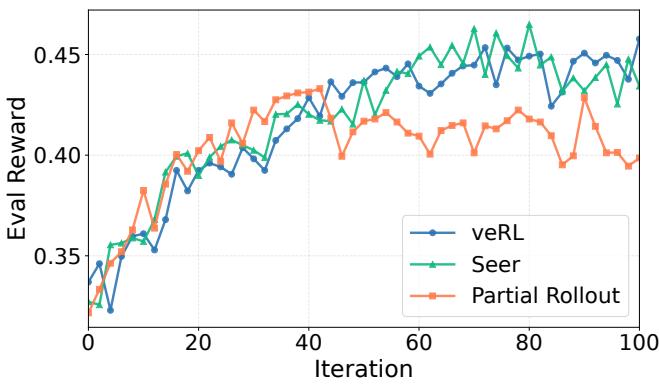 0.45
0.40
0.35
Eval Reward
veRL
Seer
Partial Rollout
0 20 40 60 80 100
Iteration